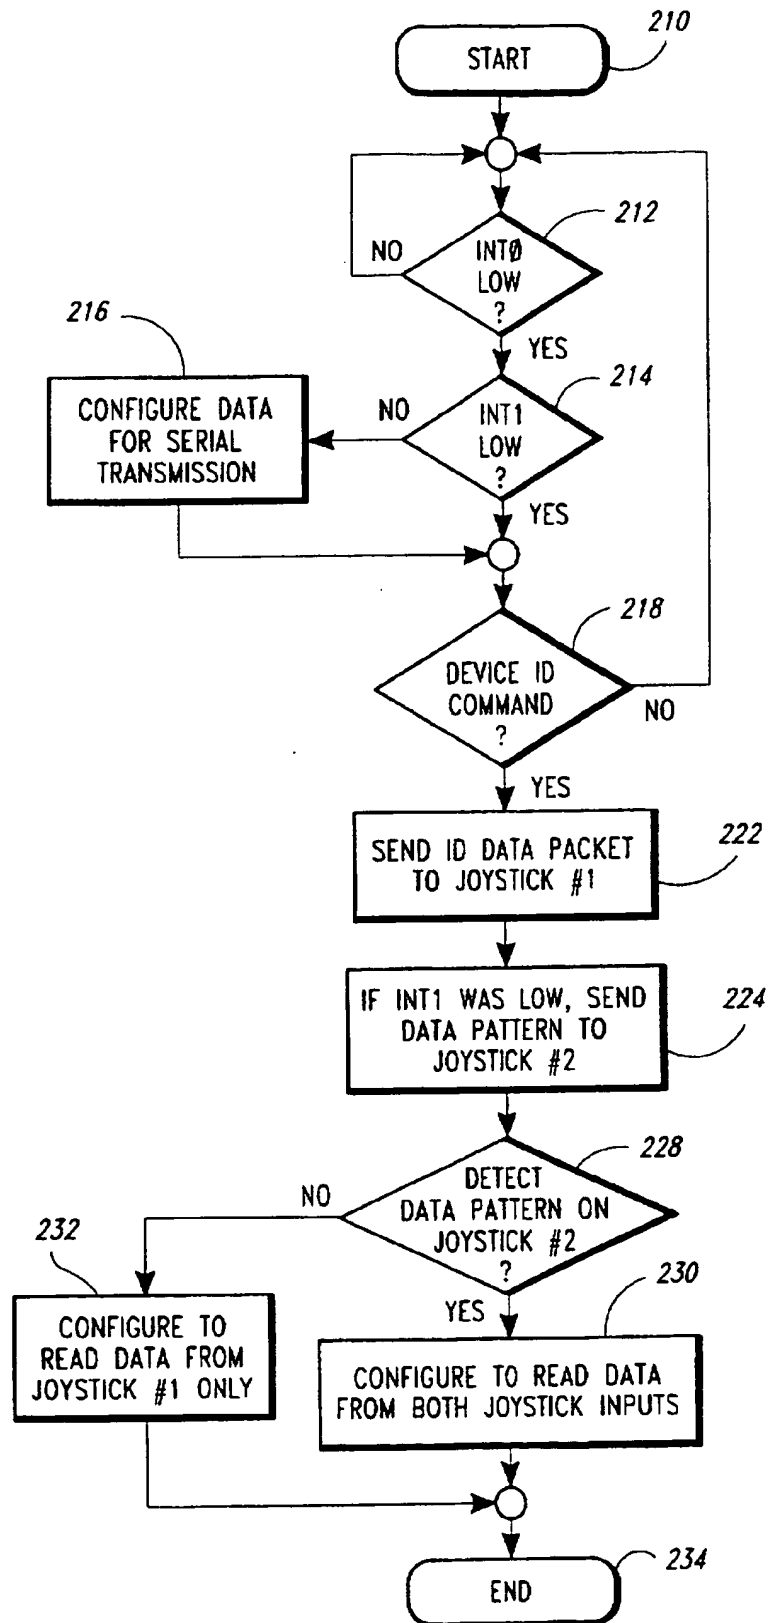 210
START
212
NO
INTØ
LOW
?
216
YES
214
CONFIGURE DATA
FOR SERIAL
TRANSMISSION
NO
INT1
LOW
?
YES
218
DEVICE ID
COMMAND
?
NO
YES
SEND ID DATA PACKET
TO JOYSTICK #1
222
IF INT1 WAS LOW, SEND
DATA PATTERN TO
JOYSTICK #2
224
228
NO
DETECT
DATA PATTERN ON
JOYSTICK #2
?
232
230
YES
CONFIGURE TO
READ DATA FROM
JOYSTICK #1 ONLY
CONFIGURE TO READ DATA
FROM BOTH JOYSTICK INPUTS
234
END